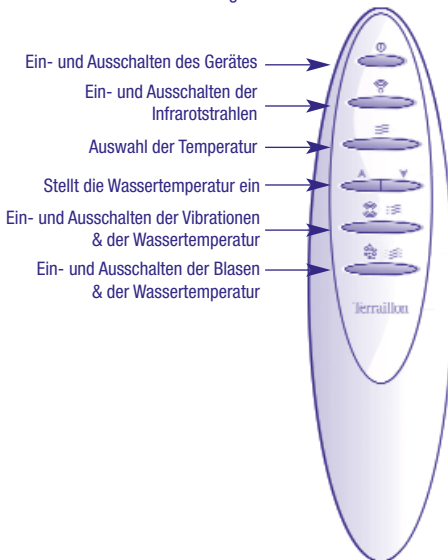 Ein- und Ausschalten des Gerätes
Ein- und Ausschalten der
Infrarotstrahlen
Auswahl der Temperatur
Stellt die Wassertemperatur ein
Ein- und Ausschalten der Vibrationen
& der Wassertemperatur
Ein- und Ausschalten der Blasen
& der Wassertemperatur
Terraillon